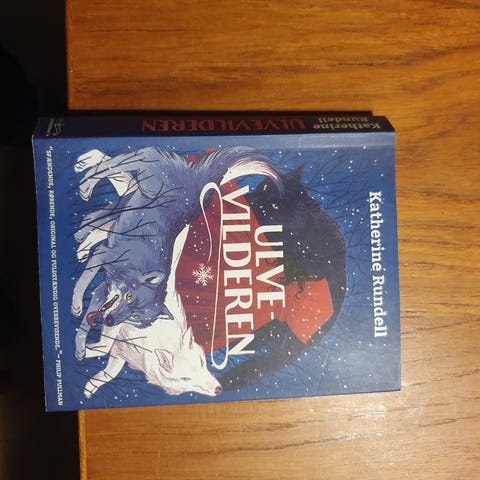 Katherine Rundell
ULVE-
VILDEREN
"SPÆNDENDE, RØRENDE, ORIGINAL OG FULDSTÆNDIG OVERBEVISENDE." – PHILIP PULLMAN
Katherine
Rundell
ULVEVILDEREN